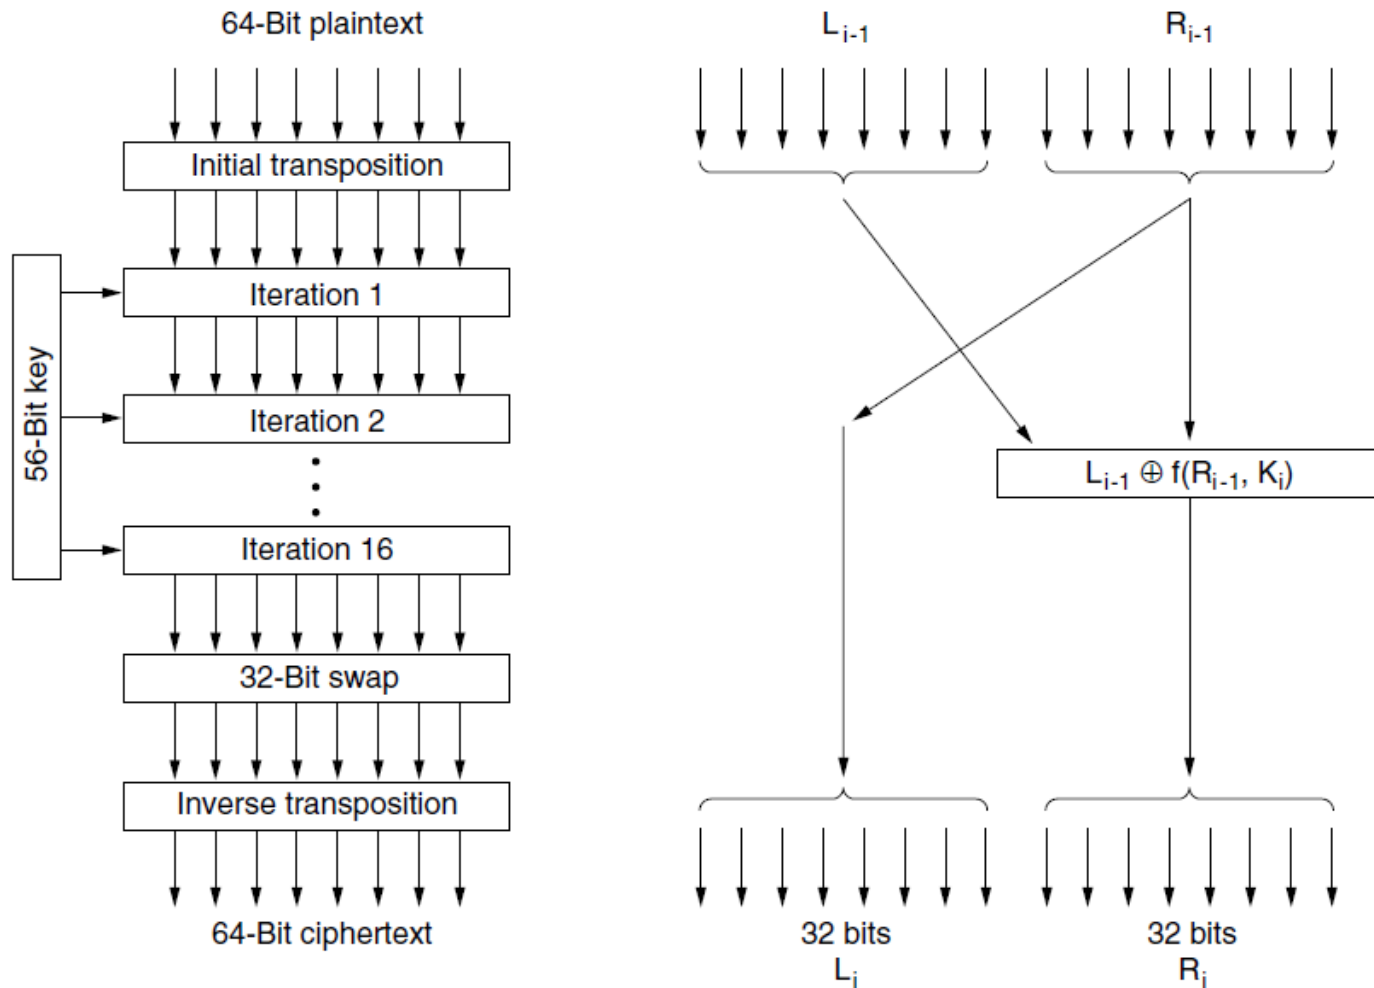 64-Bit plaintext
Initial transposition
56-Bit key
Iteration 1
Iteration 2
Iteration 16
32-Bit swap
Inverse transposition
64-Bit ciphertext
L_{i-1}
R_{i-1}
L_{i-1} ⊕ f(R_{i-1}, K_i)
32 bits
L_i
32 bits
R_i